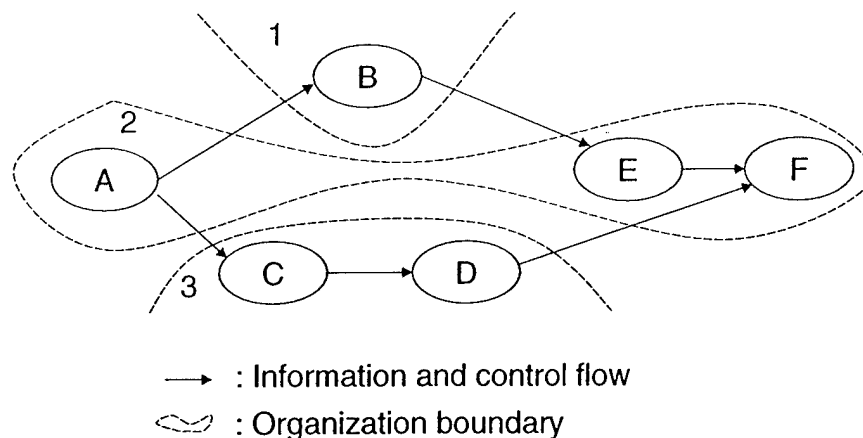 1
B
2
A
E
F
3
C
D
: Information and control flow
: Organization boundary